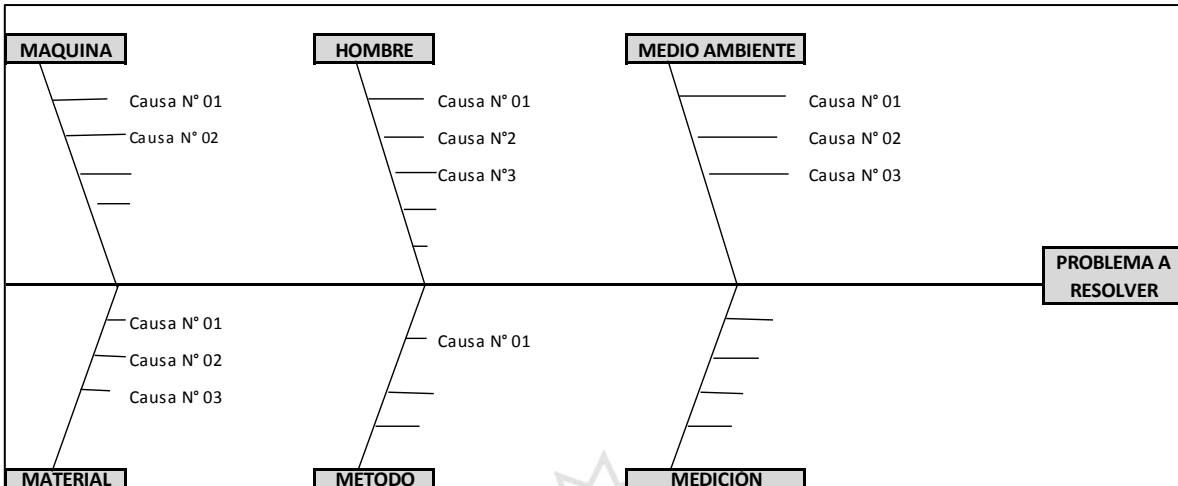 MAQUINA
HOMBRE
MEDIO AMBIENTE
Causa N° 01
Causa N° 01
Causa N° 01
Causa N° 02
Causa N°2
Causa N° 02
Causa N°3
Causa N° 03
PROBLEMA A
RESOLVER
Causa N° 01
Causa N° 01
Causa N° 02
Causa N° 03
MATERIAL
METODO
MEDICIÓN